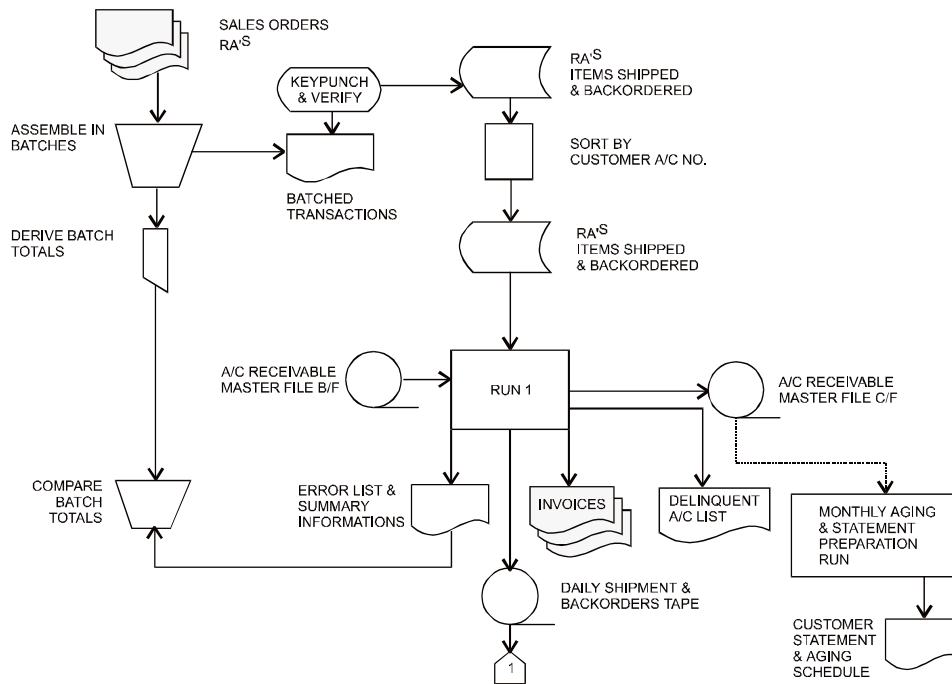 SALES ORDERS
RA'S
KEYPUNCH
& VERIFY
RA'S
ITEMS SHIPPED
& BACKORDERED
ASSEMBLE IN
BATCHES
SORT BY
CUSTOMER A/C NO.
BATCHED
TRANSACTIONS
DERIVE BATCH
TOTALS
RA'S
ITEMS SHIPPED
& BACKORDERED
A/C RECEIVABLE
MASTER FILE B/F
RUN 1
A/C RECEIVABLE
MASTER FILE C/F
COMPARE
BATCH
TOTALS
ERROR LIST &
SUMMARY
INFORMATIONS
INVOICES
DELINQUENT
A/C LIST
MONTHLY AGING
& STATEMENT
PREPARATION
RUN
DAILY SHIPMENT &
BACKORDERS TAPE
CUSTOMER
STATEMENT
& AGING
SCHEDULE
1